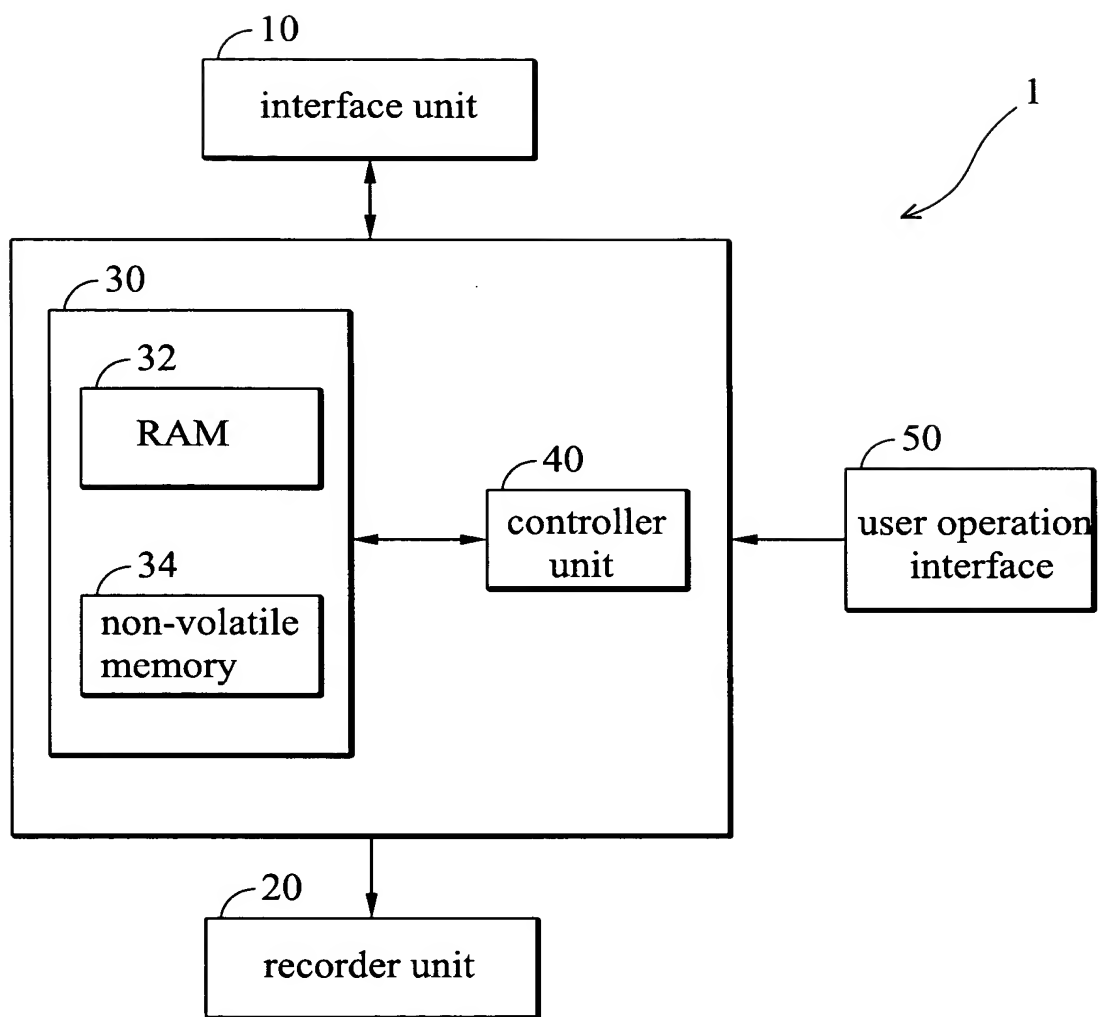 10
interface unit
1
30
32
RAM
40
controller
unit
50
user operation
interface
34
non-volatile
memory
20
recorder unit